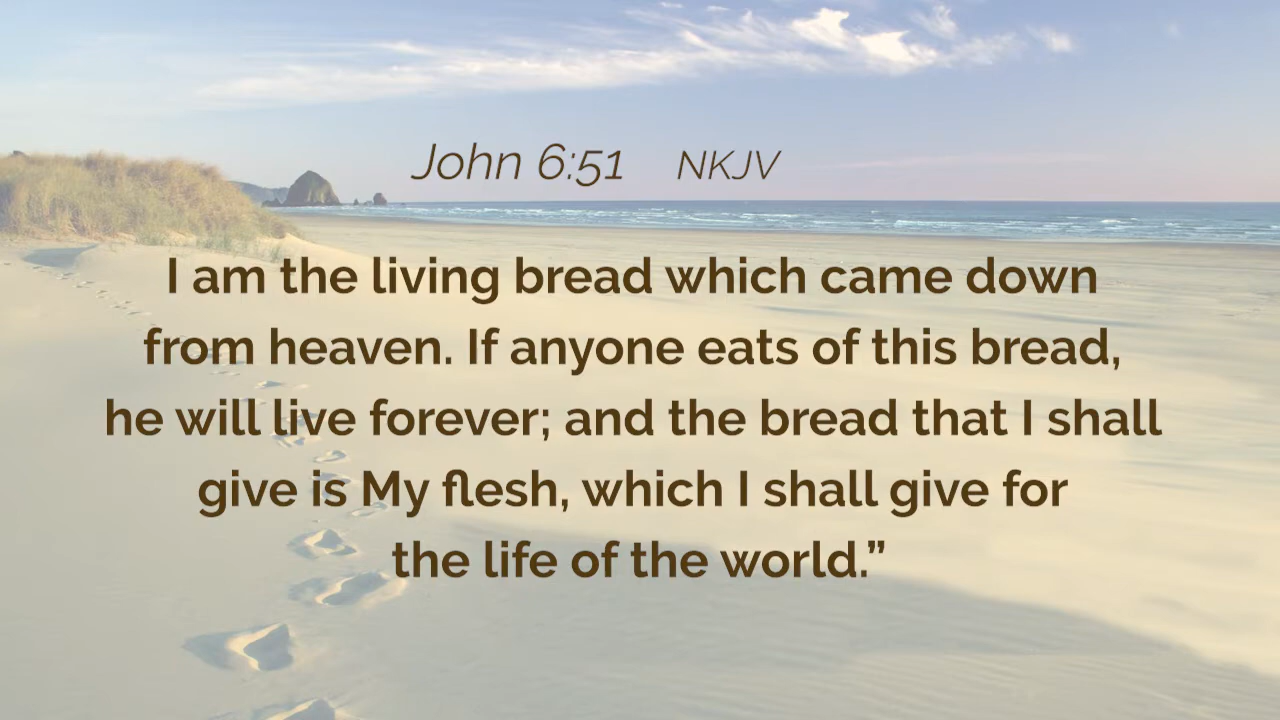 John 6:51 NKJV
I am the living bread which came down
from heaven. If anyone eats of this bread,
he will live forever; and the bread that I shall
give is My flesh, which I shall give for
the life of the world.”